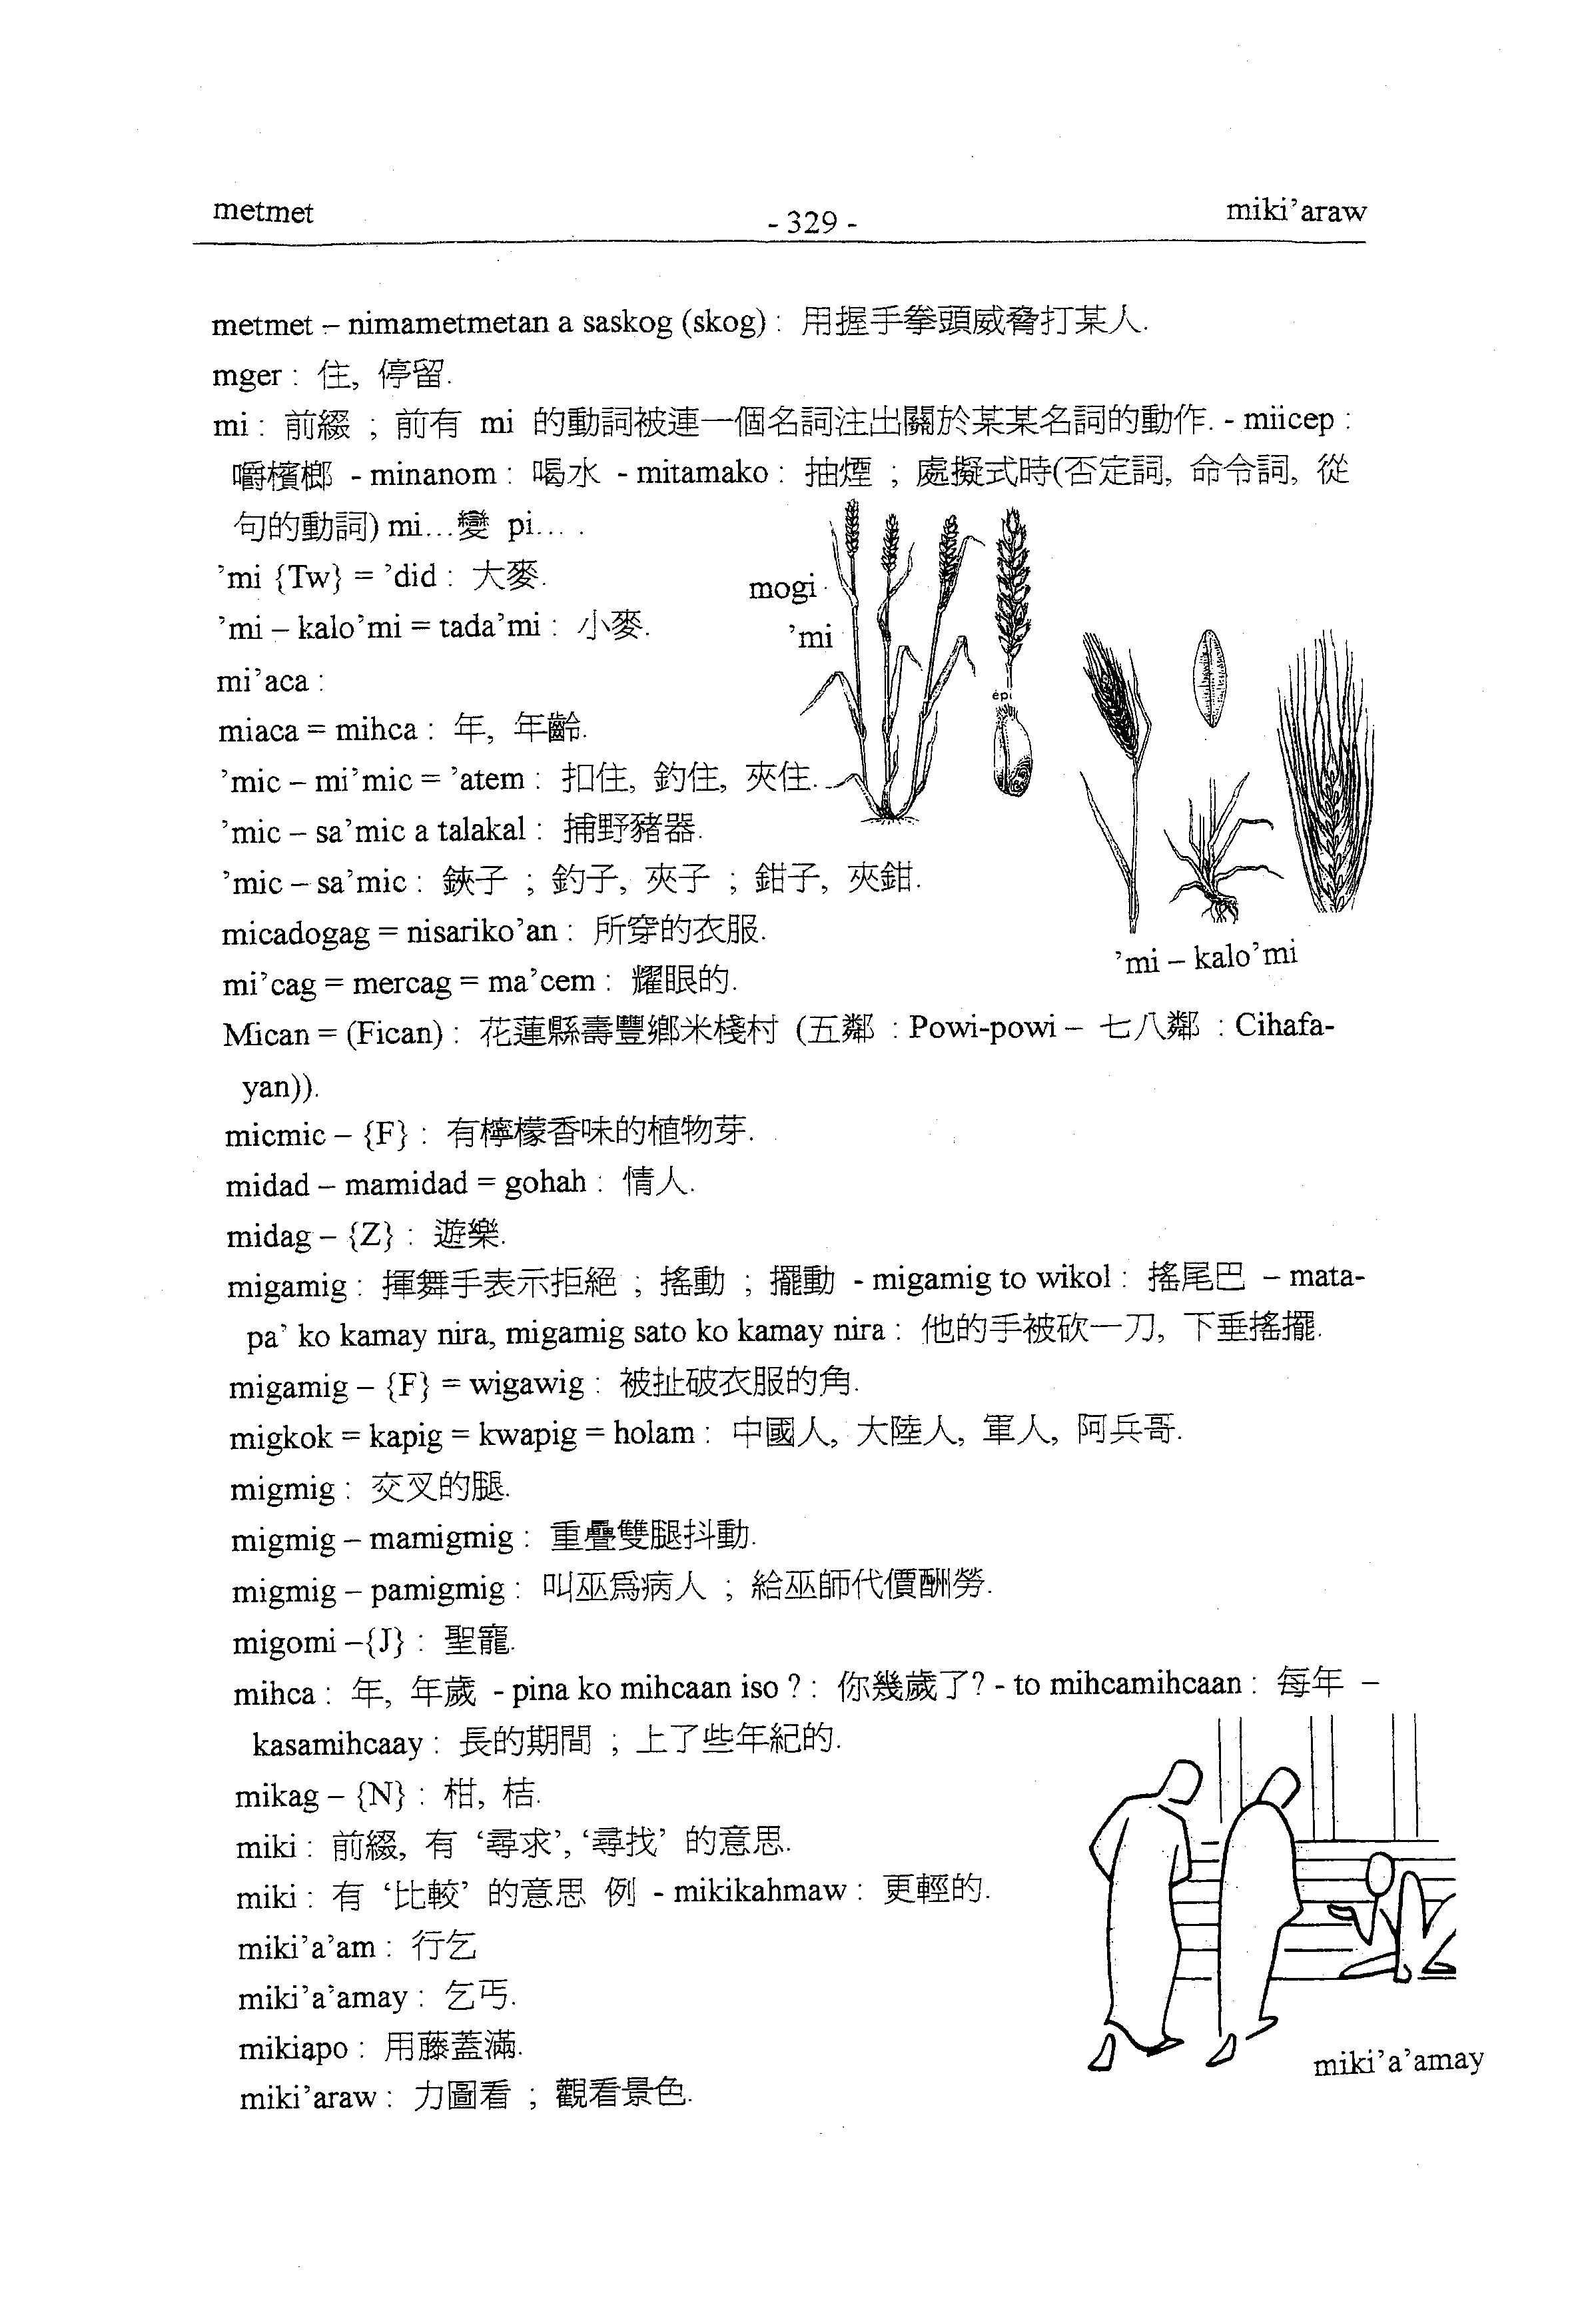 metmet - 329 - miki’araw
metmet – nimametmetan a saskog (skog) : 用握手拳頭威脅打某人.
mger : 住, 停留.
mi : 前綴 ; 前有 mi 的動詞被連一個名詞注出關於某某名詞的動作. - miicep :
嚼檳榔 - minanom : 喝水 - mitamako : 抽煙 ; 處擬式時(否定詞, 命令詞, 從
句的動詞) mi…變 pi… .
’mi {Tw} = ’did : 大麥.
mogi
’mi – kalo’mi = tada’mi : 小麥.
’mi
mi’aca :
épi
miaca = mihca : 年, 年齡.
’mic – mi’mic = ’atem : 扣住, 釣住, 夾住.
’mic – sa’mic a talakal : 捕野豬器.
’mic – sa’mic : 鋏子 ; 釣子, 夾子 ; 鉗子, 夾鉗.
micadogag = nisariko’an : 所穿的衣服.
’mi – kalo’mi
mi’cag = mercag = ma’cem : 耀眼的.
Mican = (Fican) : 花蓮縣壽豐鄉米棧村 (五鄰 : Powi-powi – 七八鄰 : Cihafa-
yan)).
micmic – {F} : 有檸檬香味的植物芽.
midad – mamidad = gohah : 情人.
midag – {Z} : 遊樂.
migamig : 揮舞手表示拒絕 ; 搖動 ; 擺動 - migamig to wikol : 搖尾巴 – mata-
pa’ ko kamay nira, migamig sato ko kamay nira : 他的手被砍一刀, 下垂搖擺.
migamig – {F} = wigawig : 被扯破衣服的角.
migkok = kapig = kwapig = holam : 中國人, 大陸人, 軍人, 阿兵哥.
migmig : 交叉的腿.
migmig – mamigmig : 重疊雙腿抖動.
migmig – pamigmig : 叫巫爲病人 ; 給巫師代價酬勞.
migomi –{J} : 聖寵.
mihca : 年, 年歲 - pina ko mihcaan iso ? : 你幾歲了? - to mihcamihcaan : 每年 –
kasamihcaay : 長的期間 ; 上了些年紀的.
mikag – {N} : 柑, 桔.
miki : 前綴, 有 ‘尋求’, ‘尋找’ 的意思.
miki : 有 ‘比較’ 的意思 例 - mikikahmaw : 更輕的.
miki’a’am : 行乞
miki’a’amay : 乞丐.
mikiapo : 用藤蓋滿.
miki’a’amay
miki’araw : 力圖看 ; 觀看景色.